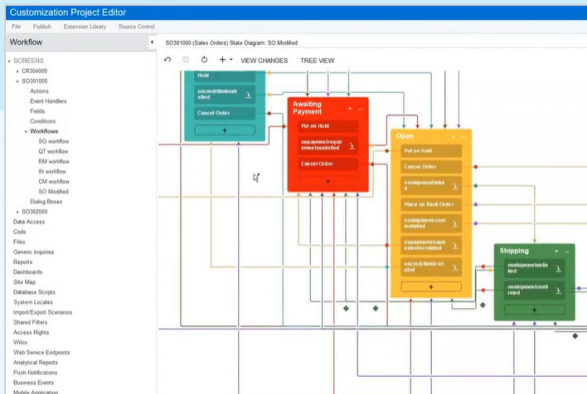 Customization Project Editor
File Publish Extension Library Source Control
Workflow
SCREENS
CR304000
SO301000
Actions
Event Handlers
Fields
Conditions
Workflows
SO workflow
QT workflow
RM workflow
IN workflow
CM workflow
SO Modified
Dialog Boxes
SO302000
Data Access
Code
Files
Generic Inquiries
Reports
Dashboards
Site Map
Database Scripts
System Locales
Import/Export Scenarios
Shared Filters
Access Rights
Wikis
Web Service Endpoints
Analytical Reports
Push Notifications
Business Events
Mobile Application
SO301000 (Sales Orders) State Diagram: SO Modified
VIEW CHANGES TREE VIEW
Hold
Cancel Order
+
Awaiting
Payment
Put on Hold
Cancel Order
+
Open
Put on Hold
Cancel Order
Place on Back Order
+
Shipping
+